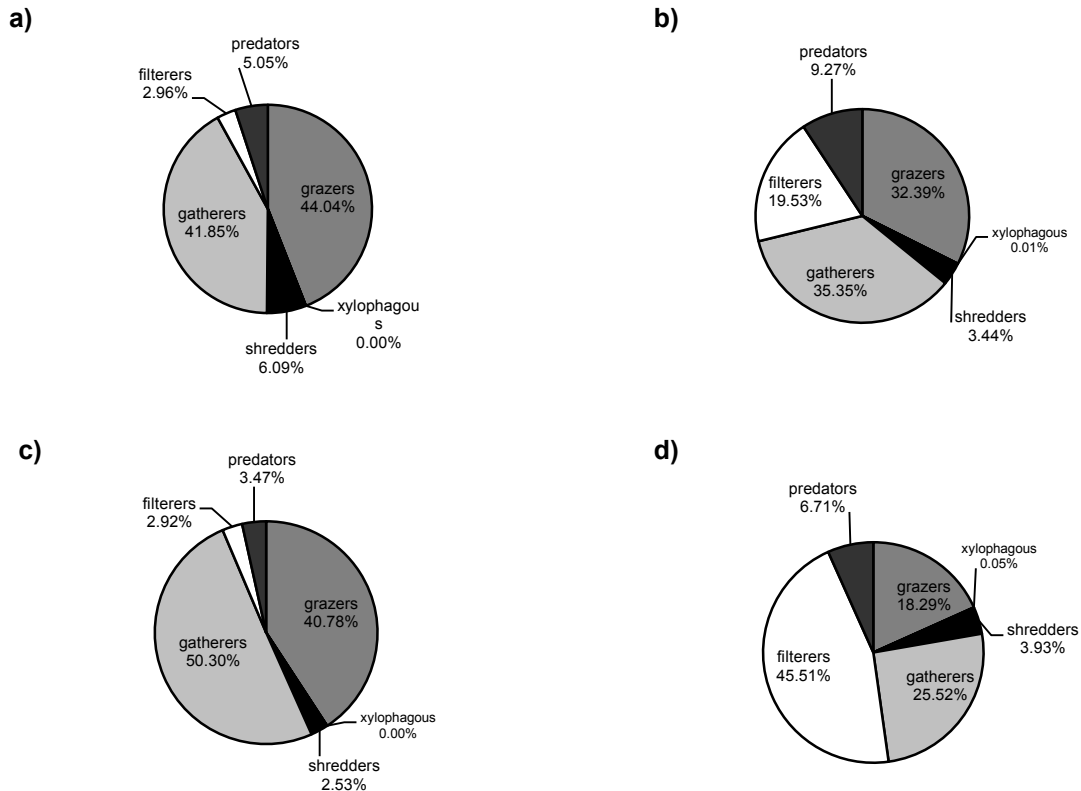 a)
predators
5.05%
filterers
2.96%
grazers
44.04%
gatherers
41.85%
xylophagou
s
0.00%
shredders
6.09%
b)
predators
9.27%
grazers
32.39%
filterers
19.53%
xylophagous
0.01%
gatherers
35.35%
shredders
3.44%
c)
predators
3.47%
filterers
2.92%
grazers
40.78%
gatherers
50.30%
xylophagous
0.00%
shredders
2.53%
d)
predators
6.71%
xylophagous
0.05%
grazers
18.29%
shredders
3.93%
filterers
45.51%
gatherers
25.52%